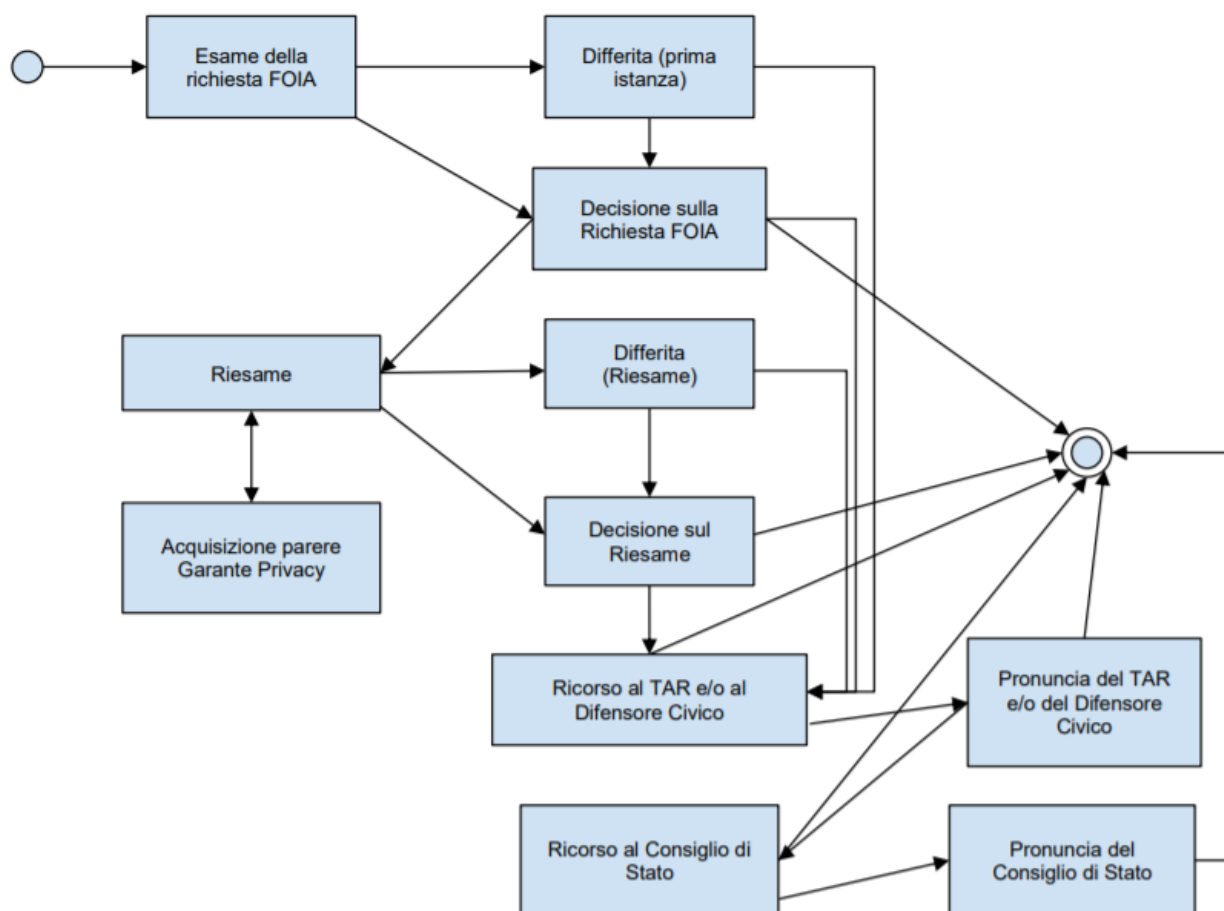 Esame della
richiesta FOIA
Differita (prima
istanza)
Decisione sulla
Richiesta FOIA
Riesame
Differita
(Riesame)
Acquisizione parere
Garante Privacy
Decisione sul
Riesame
Ricorso al TAR e/o al
Difensore Civico
Pronuncia del TAR
e/o del Difensore
Civico
Ricorso al Consiglio di
Stato
Pronuncia del
Consiglio di Stato